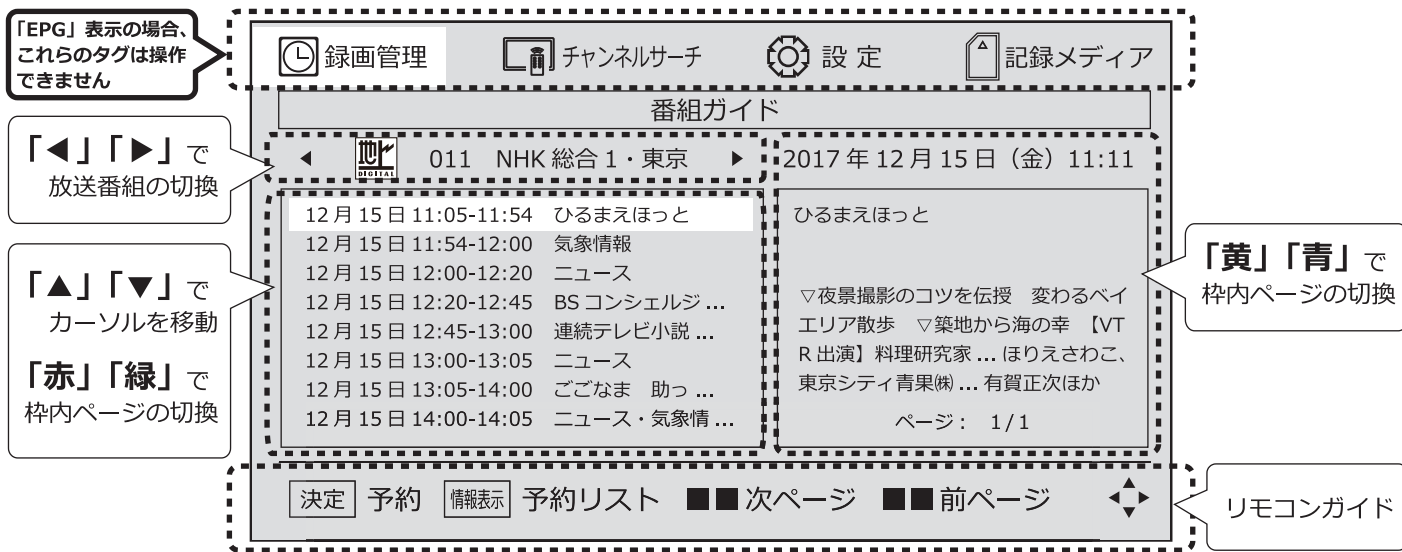 「EPG」表示の場合、
これらのタグは操作
できません
録画管理
チャンネルサーチ
設 定
記録メディア
番組ガイド
「◀」「▶」で
放送番組の切換
◀ 地デジ DIGITAL 011 NHK 総合 1・東京 ▶
2017 年 12 月 15 日（金）11:11
12 月 15 日 11:05-11:54 ひるまえほっと
12 月 15 日 11:54-12:00 気象情報
12 月 15 日 12:00-12:20 ニュース
12 月 15 日 12:20-12:45 BS コンシェルジ ...
12 月 15 日 12:45-13:00 連続テレビ小説 ...
12 月 15 日 13:00-13:05 ニュース
12 月 15 日 13:05-14:00 ごごなま 助っ ...
12 月 15 日 14:00-14:05 ニュース・気象情 ...
「▲」「▼」で
カーソルを移動
「赤」「緑」で
枠内ページの切換
ひるまえほっと
▽夜景撮影のコツを伝授 変わるベイ
エリア散歩 ▽築地から海の幸 【VT
R 出演】料理研究家 ... ほりえさわこ、
東京シティ青果㈱ ... 有賀正次ほか
ページ： 1/1
「黄」「青」で
枠内ページの切換
決定 予約 情報表示 予約リスト ■■次ページ ■■前ページ
リモコンガイド